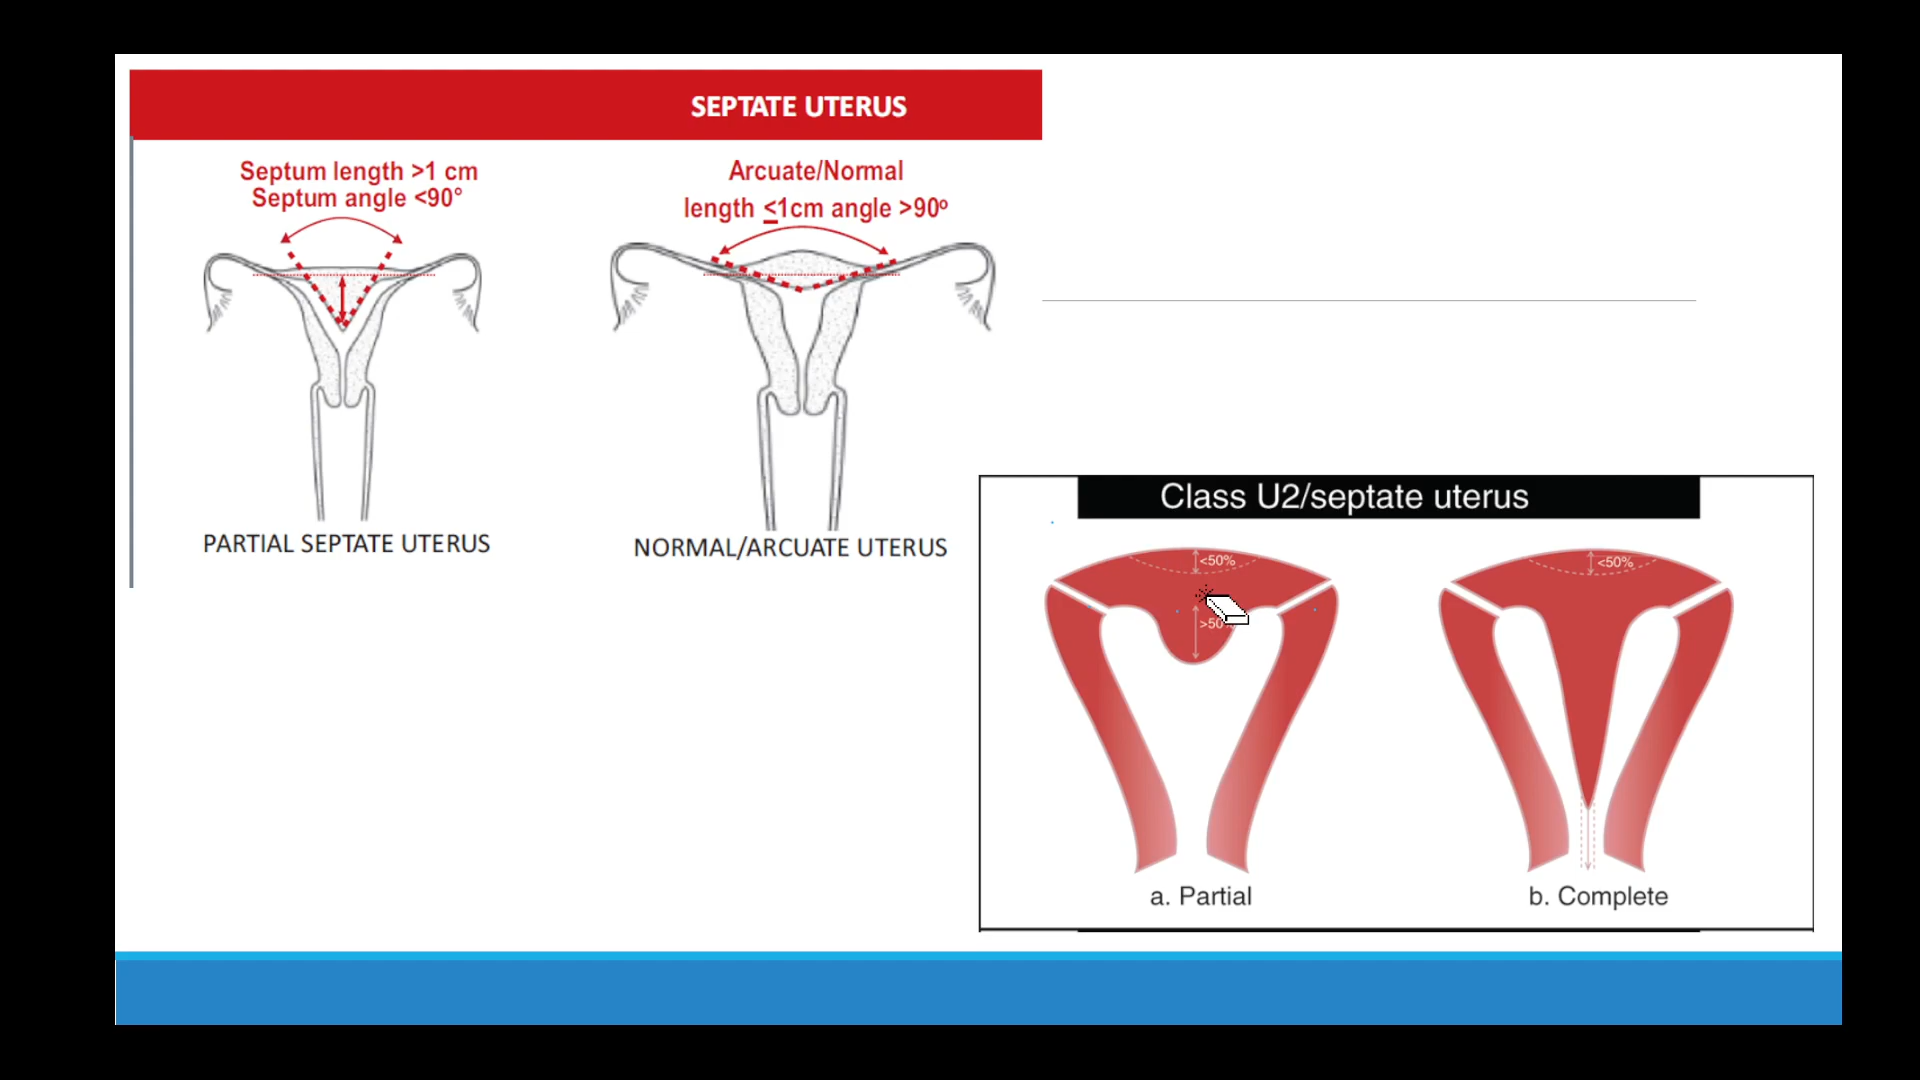 SEPTATE UTERUS
Septum length >1 cm
Septum angle <90°
Arcuate/Normal
length ≤1cm angle >90º
PARTIAL SEPTATE UTERUS
NORMAL/ARCUATE UTERUS
Class U2/septate uterus
<50%
<50%
a. Partial
b. Complete